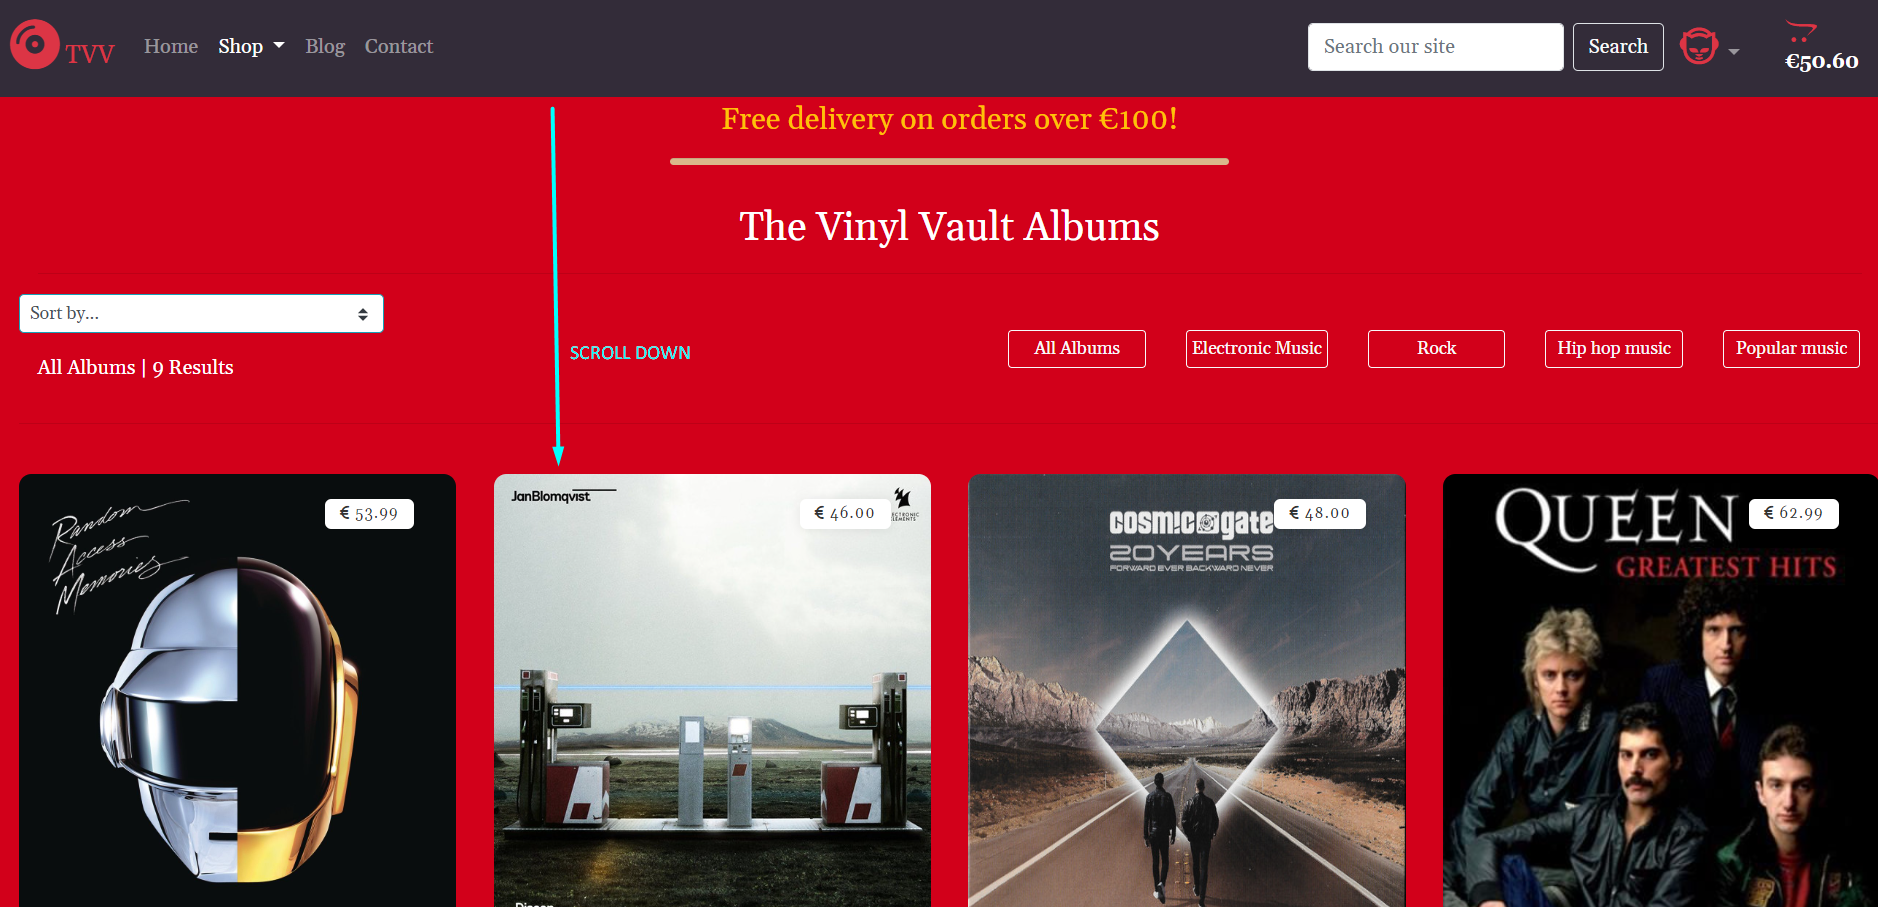 TVV
Home
Shop
Blog
Contact
Search our site
Search
€50.60
Free delivery on orders over €100!
The Vinyl Vault Albums
Sort by...
All Albums | 9 Results
SCROLL DOWN
All Albums
Electronic Music
Rock
Hip hop music
Popular music
Random
Access
Memories
€ 53.99
JanBlomqvist
€ 46.00
cosmic gate
20YEARS
FORWARD EVER BACKWARD NEVER
€ 48.00
QUEEN
GREATEST HITS
€ 62.99